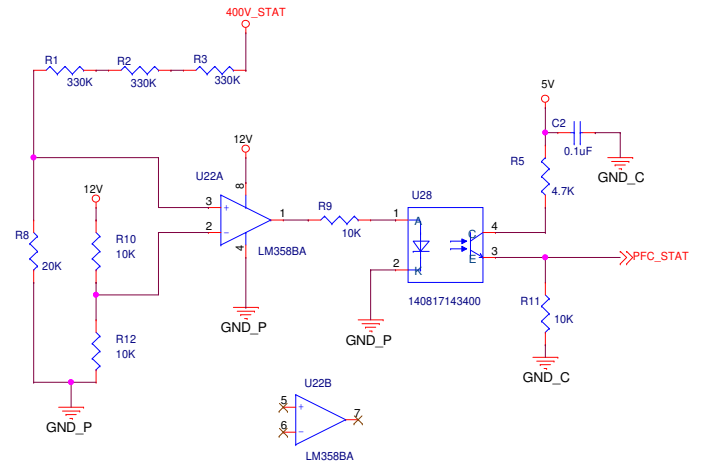 400V_STAT
R1
R2
R3
330K
330K
330K
5V
C2
0.1uF
GND_C
R5
4.7K
12V
U22A
8
3
+
2
-
1
4
LM358BA
GND_P
12V
R10
10K
R8
20K
R12
10K
GND_P
R9
10K
U28
1
A
2
K
C
4
E
3
140817143400
GND_P
PFC_STAT
R11
10K
GND_C
U22B
5
+
6
-
7
LM358BA